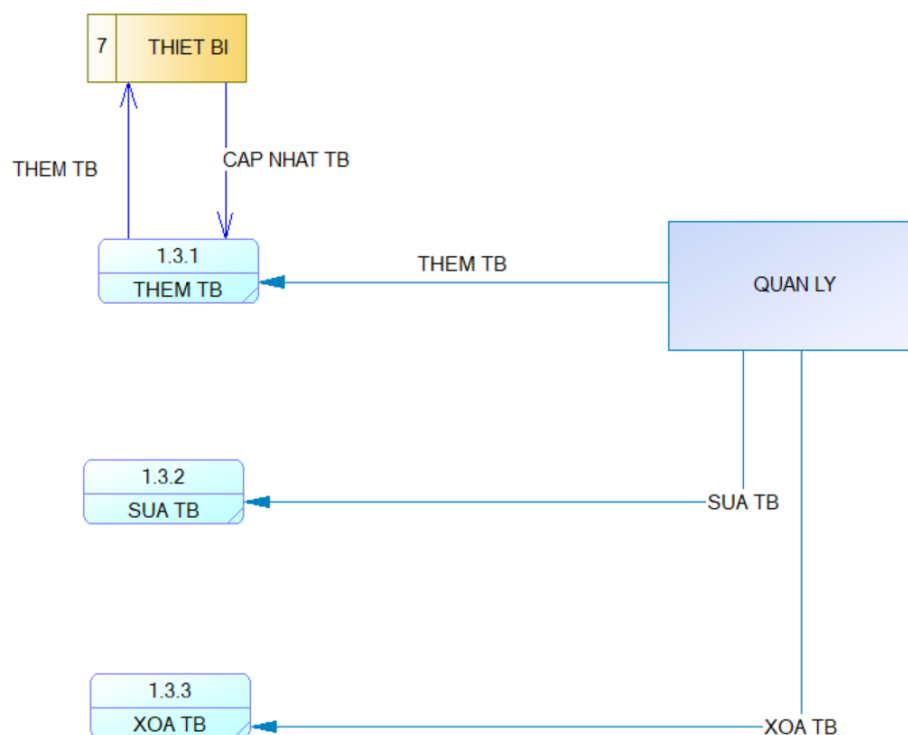 7 THIET BI
THEM TB
CAP NHAT TB
1.3.1
THEM TB
THEM TB
QUAN LY
1.3.2
SUA TB
SUA TB
1.3.3
XOA TB
XOA TB